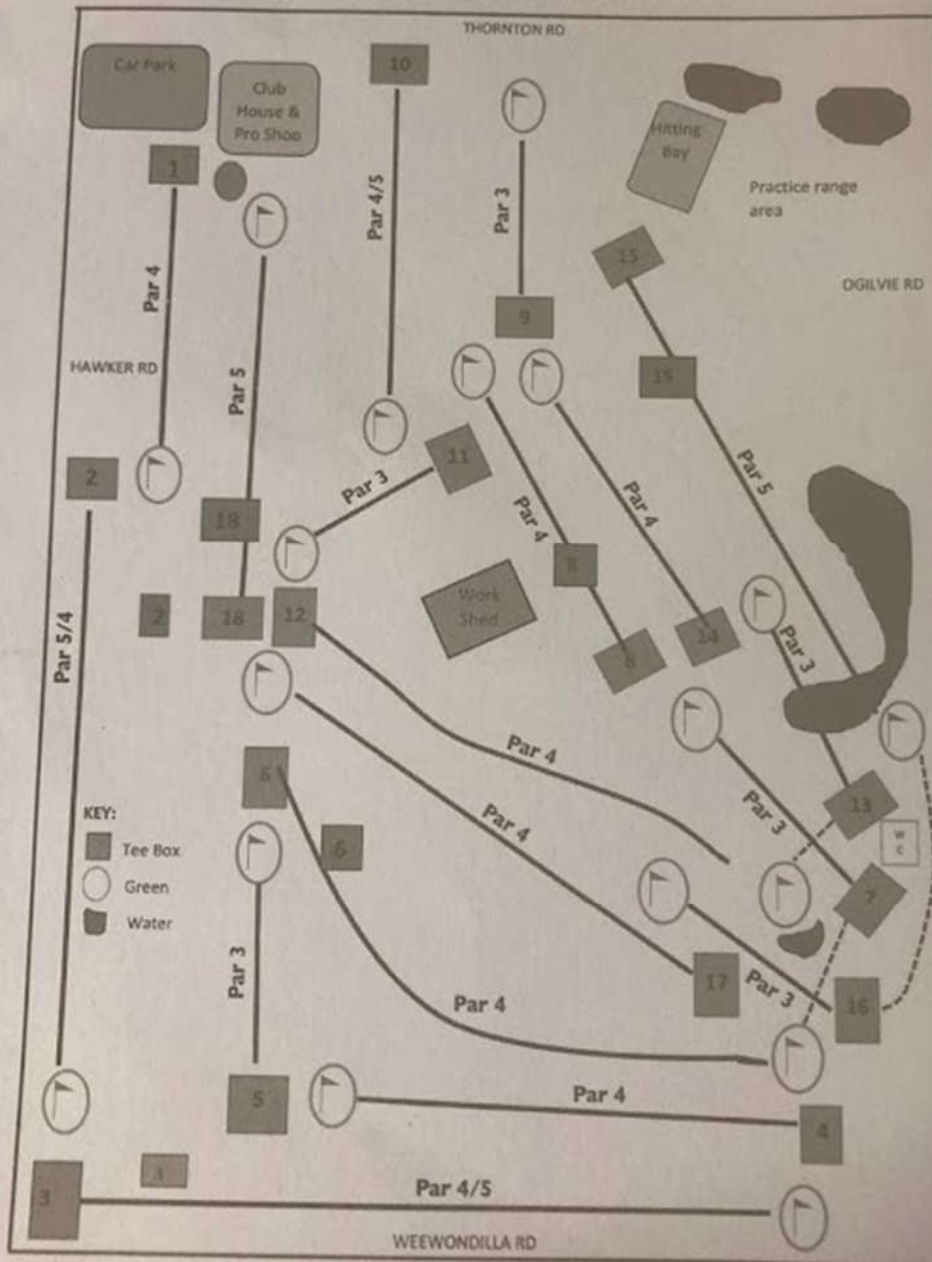 THORNTON RD
Car Park
Club
House &
Pro Shop
10
Hitting
Bay
Practice range
area
1
Par 4/5
Par 3
15
OGILVIE RD
Par 4
9
HAWKER RD
Par 5
15
2
11
Par 3
Par 4
Par 4
Par 5
18
8
2
18
12
Work
Shed
8
14
Par 3
Par 5/4
6
Par 4
13
KEY:
Tee Box
Green
Water
6
Par 4
Par 3
W
C
7
Par 3
17
Par 3
16
Par 4
5
Par 4
4
3
3
Par 4/5
WEEWONDILLA RD